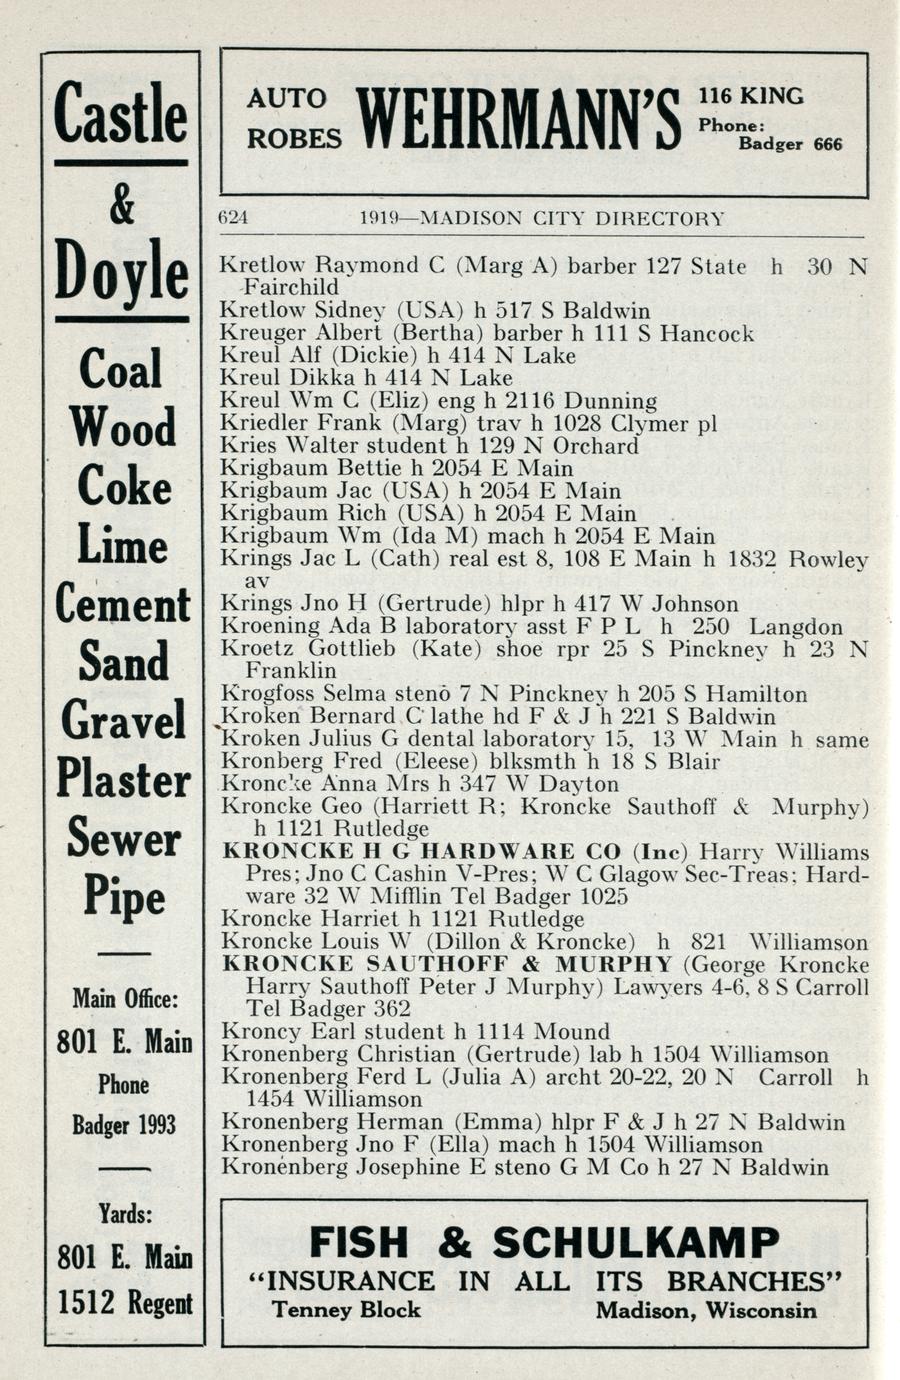 Castle
&
Doyle
Coal
Wood
Coke
Lime
Cement
Sand
Gravel
Plaster
Sewer
Pipe
Main Office:
801 E. Main
Phone
Badger 1993
Yards:
801 E. Main
1512 Regent
AUTO ROBES
WEHRMANN'S
116 KING
Phone:
Badger 666
624 1919—MADISON CITY DIRECTORY
Kretlow Raymond C (Marg A) barber 127 State h 30 N
Fairchild
Kretlow Sidney (USA) h 517 S Baldwin
Kreuger Albert (Bertha) barber h 111 S Hancock
Kreul Alf (Dickie) h 414 N Lake
Kreul Dikka h 414 N Lake
Kreul Wm C (Eliz) eng h 2116 Dunning
Kriedler Frank (Marg) trav h 1028 Clymer pl
Kries Walter student h 129 N Orchard
Krigbaum Bettie h 2054 E Main
Krigbaum Jac (USA) h 2054 E Main
Krigbaum Rich (USA) h 2054 E Main
Krigbaum Wm (Ida M) mach h 2054 E Main
Krings Jac L (Cath) real est 8, 108 E Main h 1832 Rowley
av
Krings Jno H (Gertrude) hlpr h 417 W Johnson
Kroening Ada B laboratory asst F P L h 250 Langdon
Kroetz Gottlieb (Kate) shoe rpr 25 S Pinckney h 23 N
Franklin
Krogfoss Selma steno 7 N Pinckney h 205 S Hamilton
Kroken Bernard C lathe hd F & J h 221 S Baldwin
Kroken Julius G dental laboratory 15, 13 W Main h same
Kronberg Fred (Eleese) blksmth h 18 S Blair
Kroncke Anna Mrs h 347 W Dayton
Kroncke Geo (Harriett R; Kroncke Sauthoff & Murphy)
h 1121 Rutledge
KRONCKE H G HARDWARE CO (Inc) Harry Williams
Pres; Jno C Cashin V-Pres; W C Glagow Sec-Treas; Hard-
ware 32 W Mifflin Tel Badger 1025
Kroncke Harriet h 1121 Rutledge
Kroncke Louis W (Dillon & Kroncke) h 821 Williamson
KRONCKE SAUTHOFF & MURPHY (George Kroncke
Harry Sauthoff Peter J Murphy) Lawyers 4-6, 8 S Carroll
Tel Badger 362
Kroncy Earl student h 1114 Mound
Kronenberg Christian (Gertrude) lab h 1504 Williamson
Kronenberg Ferd L (Julia A) archt 20-22, 20 N Carroll h
1454 Williamson
Kronenberg Herman (Emma) hlpr F & J h 27 N Baldwin
Kronenberg Jno F (Ella) mach h 1504 Williamson
Kronenberg Josephine E steno G M Co h 27 N Baldwin
FISH & SCHULKAMP
"INSURANCE IN ALL ITS BRANCHES"
Tenney Block Madison, Wisconsin